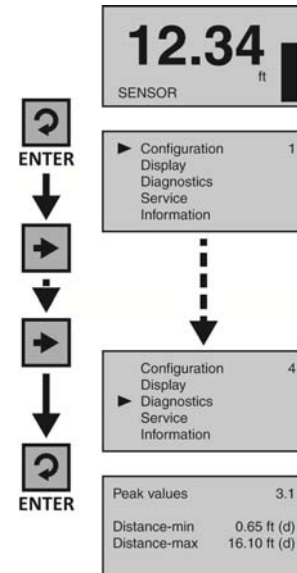 12.34
ft
SENSOR
ENTER
Configuration 1
Display
Diagnostics
Service
Information
Configuration 4
Display
Diagnostics
Service
Information
ENTER
Peak values 3.1
Distance-min 0.65 ft (d)
Distance-max 16.10 ft (d)